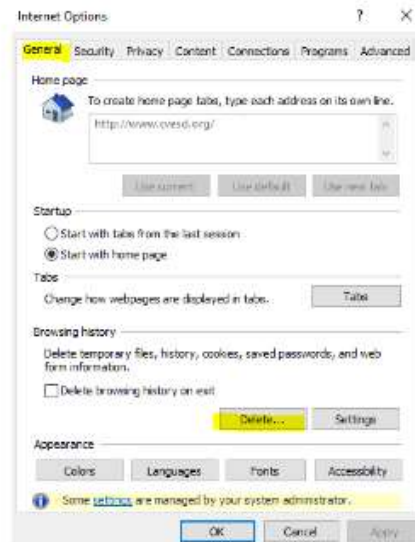 Internet Options ? ×
General Security Privacy Content Connections Programs Advanced
Home page
To create home page tabs, type each address on its own line.
http://www.cvesd.org/
Use current Use default Use new tab
Startup
Start with tabs from the last session
Start with home page
Tabs
Change how webpages are displayed in tabs. Tabs
Browsing history
Delete temporary files, history, cookies, saved passwords, and web
form information.
Delete browsing history on exit
Delete... Settings
Appearance
Colors Languages Fonts Accessibility
Some settings are managed by your system administrator.
OK Cancel Apply